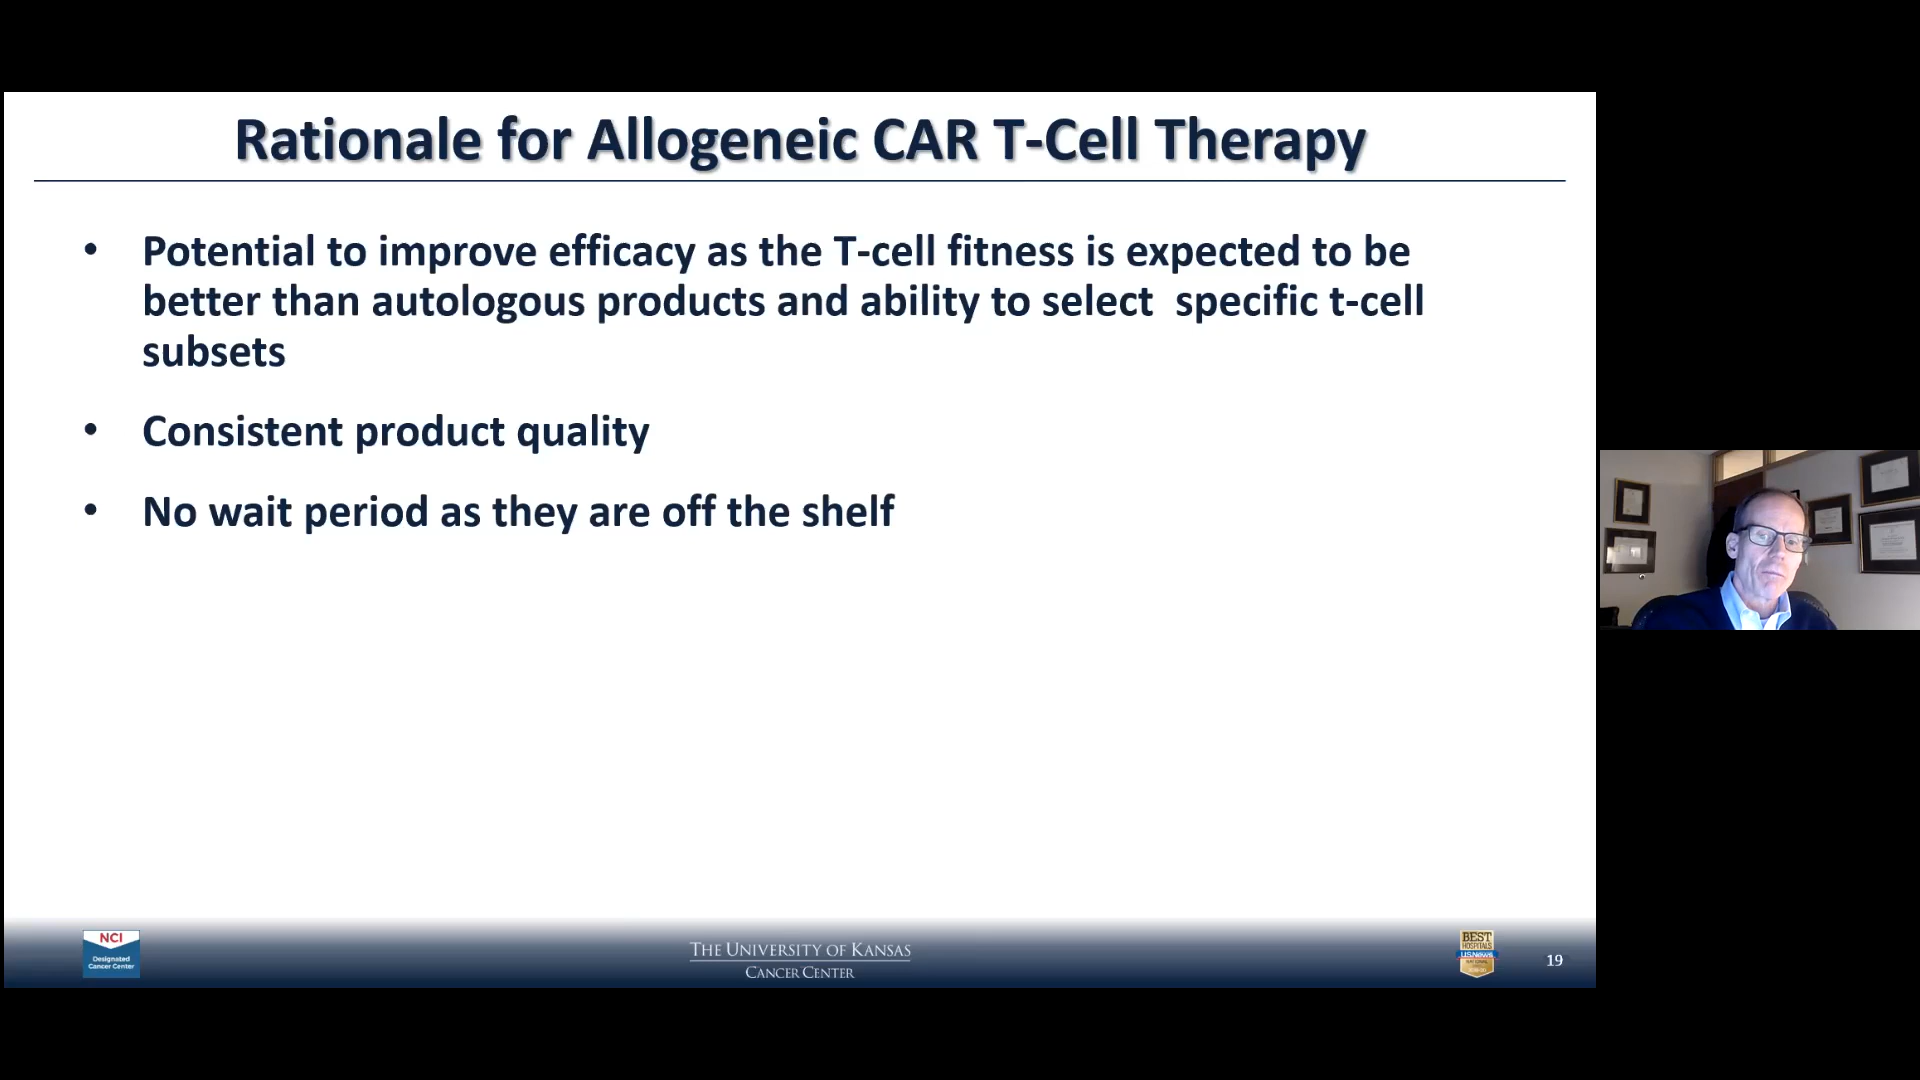 Rationale for Allogeneic CAR T-Cell Therapy
• Potential to improve efficacy as the T-cell fitness is expected to be
better than autologous products and ability to select  specific t-cell
subsets
• Consistent product quality
• No wait period as they are off the shelf
NCI
Designated
Cancer Center
THE UNIVERSITY OF KANSAS
CANCER CENTER
BEST
HOSPITALS
U.S.News
19